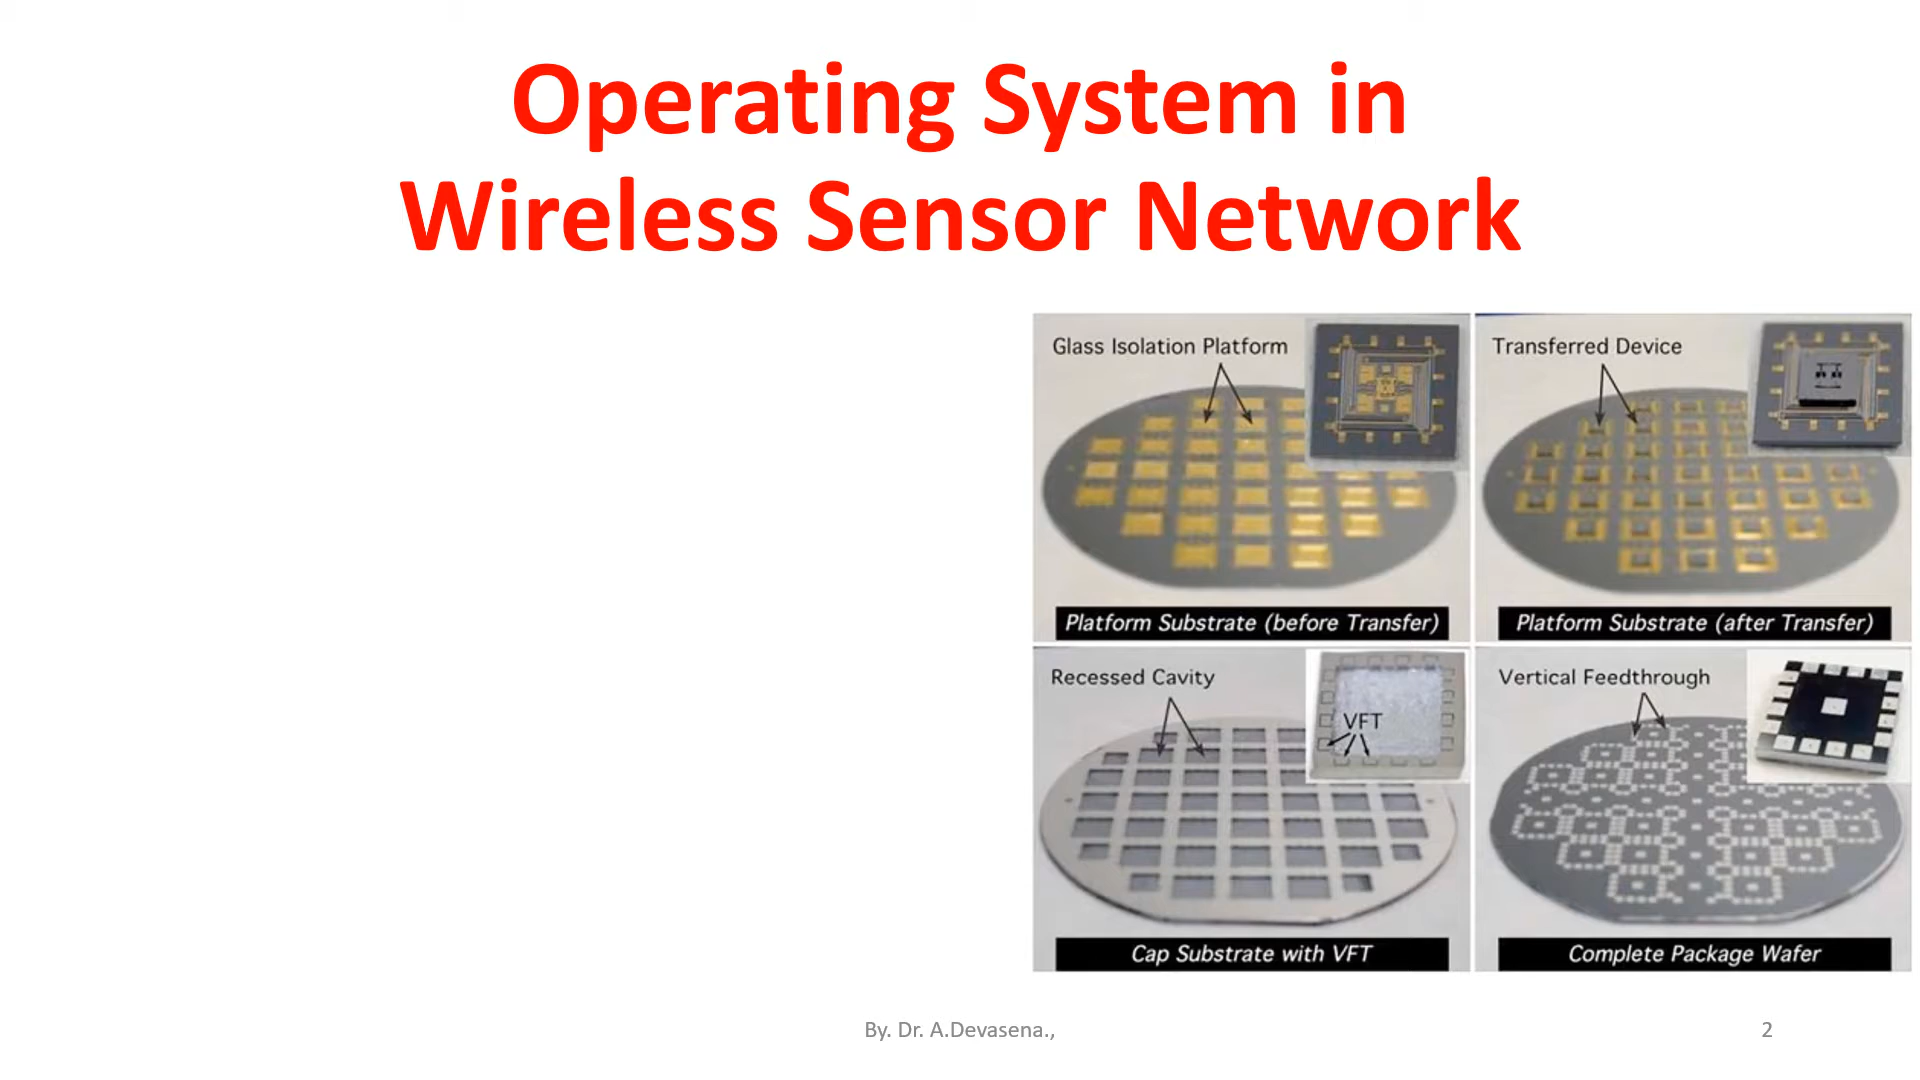 Operating System in
Wireless Sensor Network
Glass Isolation Platform
Transferred Device
Platform Substrate (before Transfer)
Platform Substrate (after Transfer)
Recessed Cavity
VFT
Vertical Feedthrough
Cap Substrate with VFT
Complete Package Wafer
By. Dr. A.Devasena.,
2